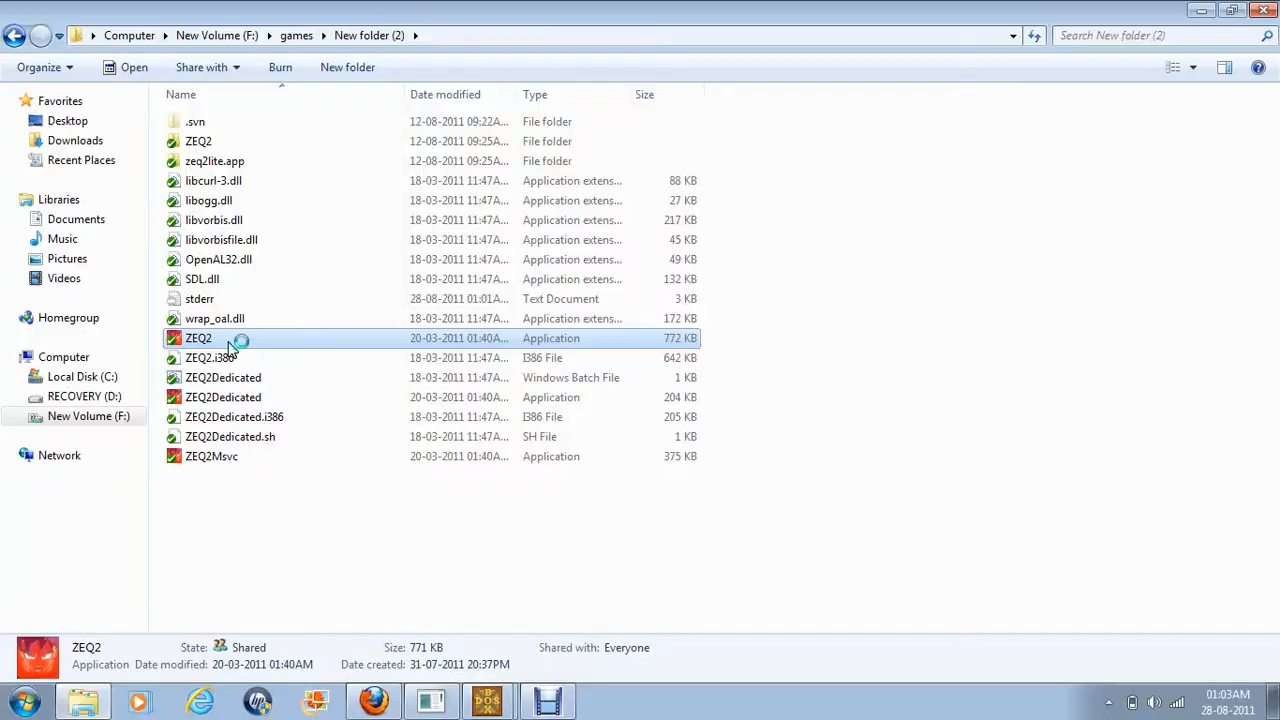 Computer New Volume (F:) games New folder (2) Search New folder (2)
Organize Open Share with Burn New folder
Name Date modified Type Size
Favorites
Desktop
Downloads
Recent Places
Libraries
Documents
Music
Pictures
Videos
Homegroup
Computer
Local Disk (C:)
RECOVERY (D:)
New Volume (F:)
Network
.svn 12-08-2011 09:22A... File folder
ZEQ2 12-08-2011 09:25A... File folder
zeq2lite.app 12-08-2011 09:25A... File folder
libcurl-3.dll 18-03-2011 11:47A... Application extens... 88 KB
libogg.dll 18-03-2011 11:47A... Application extens... 27 KB
libvorbis.dll 18-03-2011 11:47A... Application extens... 217 KB
libvorbisfile.dll 18-03-2011 11:47A... Application extens... 45 KB
OpenAL32.dll 18-03-2011 11:47A... Application extens... 49 KB
SDL.dll 18-03-2011 11:47A... Application extens... 132 KB
stderr 28-08-2011 01:01A... Text Document 3 KB
wrap_oal.dll 18-03-2011 11:47A... Application extens... 172 KB
ZEQ2 20-03-2011 01:40A... Application 772 KB
ZEQ2.i386 18-03-2011 11:47A... I386 File 642 KB
ZEQ2Dedicated 18-03-2011 11:47A... Windows Batch File 1 KB
ZEQ2Dedicated 20-03-2011 01:40A... Application 204 KB
ZEQ2Dedicated.i386 18-03-2011 11:47A... I386 File 205 KB
ZEQ2Dedicated.sh 18-03-2011 11:47A... SH File 1 KB
ZEQ2Msvc 20-03-2011 01:40A... Application 375 KB
ZEQ2 State: Shared Size: 771 KB Shared with: Everyone
Application Date modified: 20-03-2011 01:40AM Date created: 31-07-2011 20:37PM
DOS
01:03AM
28-08-2011